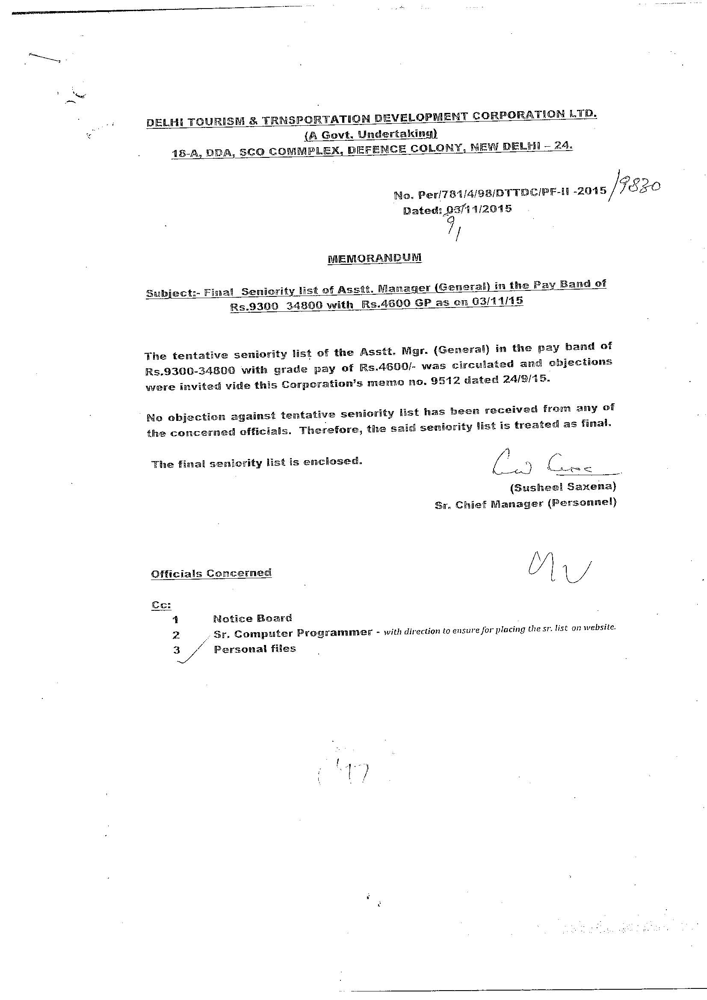 DELHI TOURISM & TRNSPORTATION DEVELOPMENT CORPORATION LTD.
(A Govt. Undertaking)
18-A, DDA, SCO COMMPLEX, DEFENCE COLONY, NEW DELHI – 24.
No. Per/781/4/98/DTTDC/PF-II -2015 /9830
Dated: 03/11/2015
9/
MEMORANDUM
Subject:- Final Seniority list of Asstt. Manager (General) in the Pay Band of
Rs.9300 34800 with Rs.4600 GP as on 03/11/15
The tentative seniority list of the Asstt. Mgr. (General) in the pay band of
Rs.9300-34800 with grade pay of Rs.4600/- was circulated and objections
were invited vide this Corporation's memo no. 9512 dated 24/9/15.
No objection against tentative seniority list has been received from any of
the concerned officials. Therefore, the said seniority list is treated as final.
The final seniority list is enclosed.
(Susheel Saxena)
Sr. Chief Manager (Personnel)
Officials Concerned
Cc:
1 Notice Board
2 Sr. Computer Programmer - with direction to ensure for placing the sr. list on website.
3 Personal files